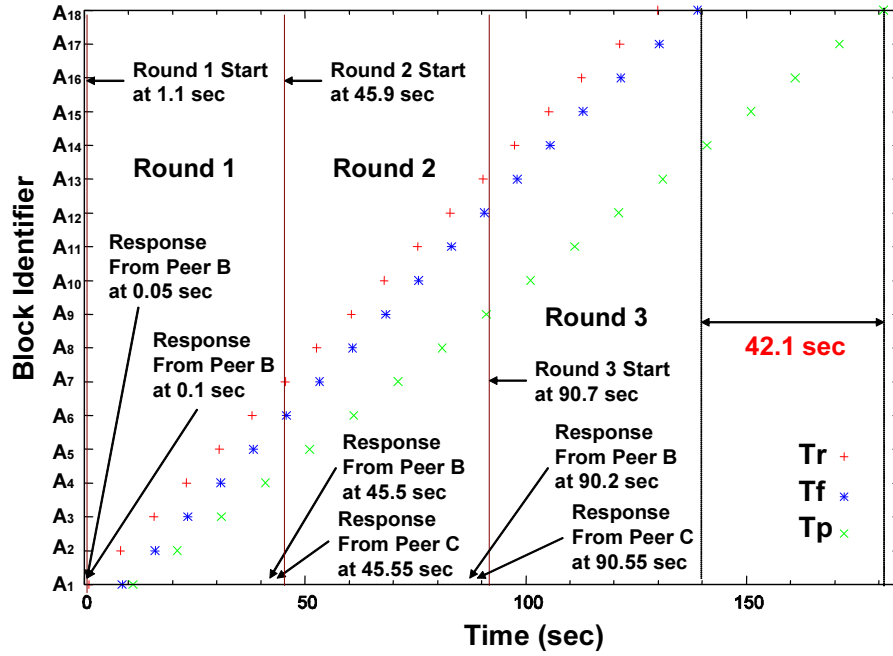 A18
A17
A16
A15
A14
A13
A12
A11
A10
A9
A8
A7
A6
A5
A4
A3
A2
A1
Block Identifier
Round 1 Start
at 1.1 sec
Round 2 Start
at 45.9 sec
Round 1
Round 2
Response
From Peer B
at 0.05 sec
Response
From Peer B
at 0.1 sec
Round 3
42.1 sec
Round 3 Start
at 90.7 sec
Response
From Peer B
at 45.5 sec
Response
From Peer C
at 45.55 sec
Response
From Peer B
at 90.2 sec
Response
From Peer C
at 90.55 sec
Tr
Tf
Tp
0 50 100 150
Time (sec)